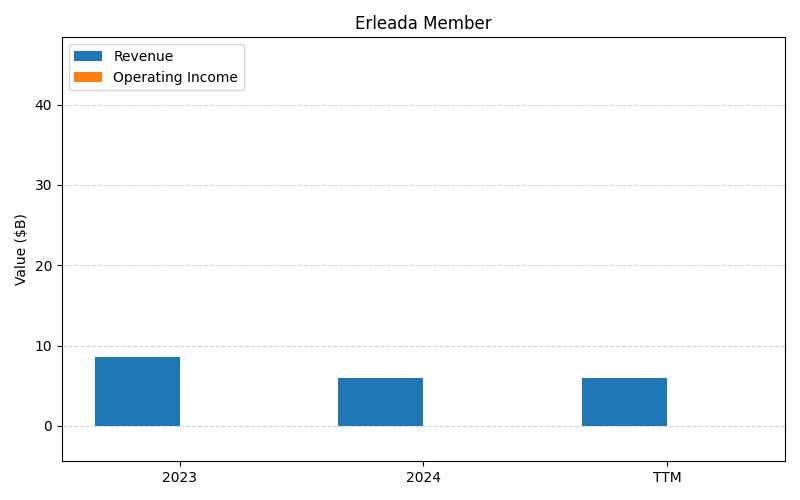 Erleada Member
Revenue
Operating Income
Value ($B)
40
30
20
10
0
2023
2024
TTM